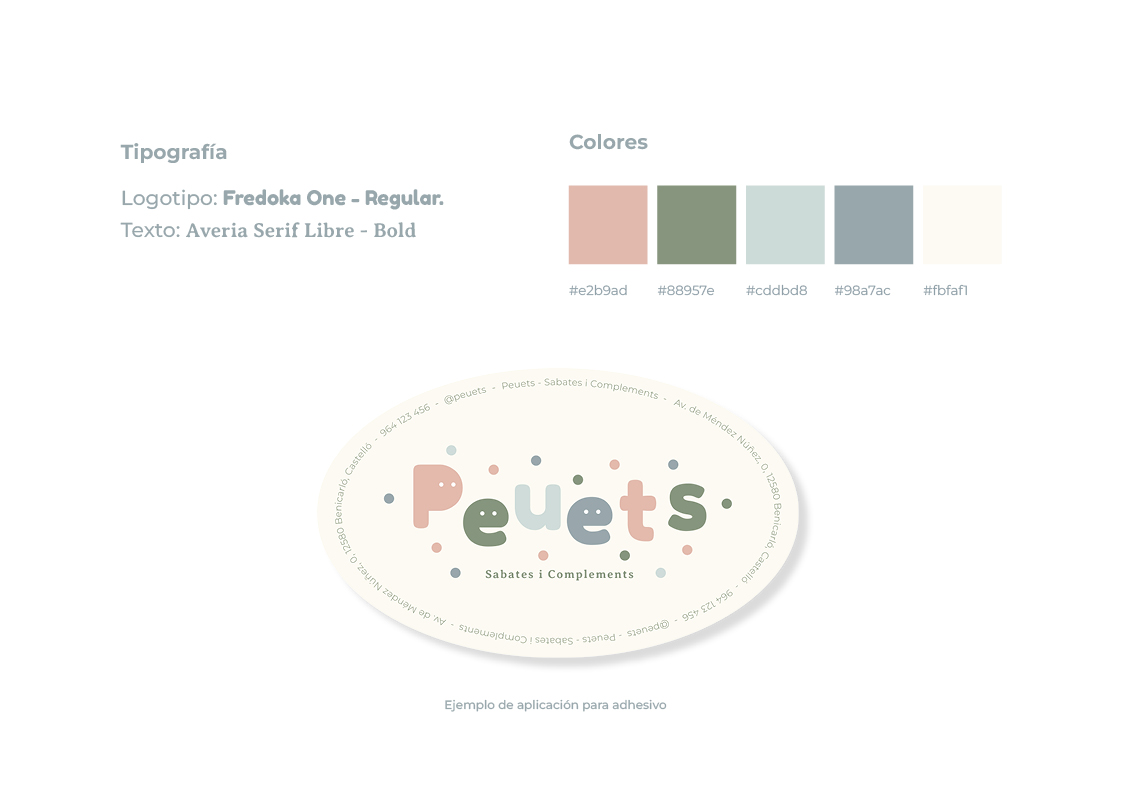 Tipografía
Logotipo: Fredoka One - Regular.
Texto: Averia Serif Libre - Bold
Colores
#e2b9ad
#88957e
#cddbd8
#98a7ac
#fbfaf1
Peuets - Sabates i Complements - Av. de Méndez Núñez, 0, 12580 Benicarló, Castelló - 964 123 456 - @peuets - Peuets - Sabates i Complements - Av. de Méndez Núñez, 0, 12580 Benicarló, Castelló - 964 123 456 - @peuets -
Peuets
Sabates i Complements
Ejemplo de aplicación para adhesivo